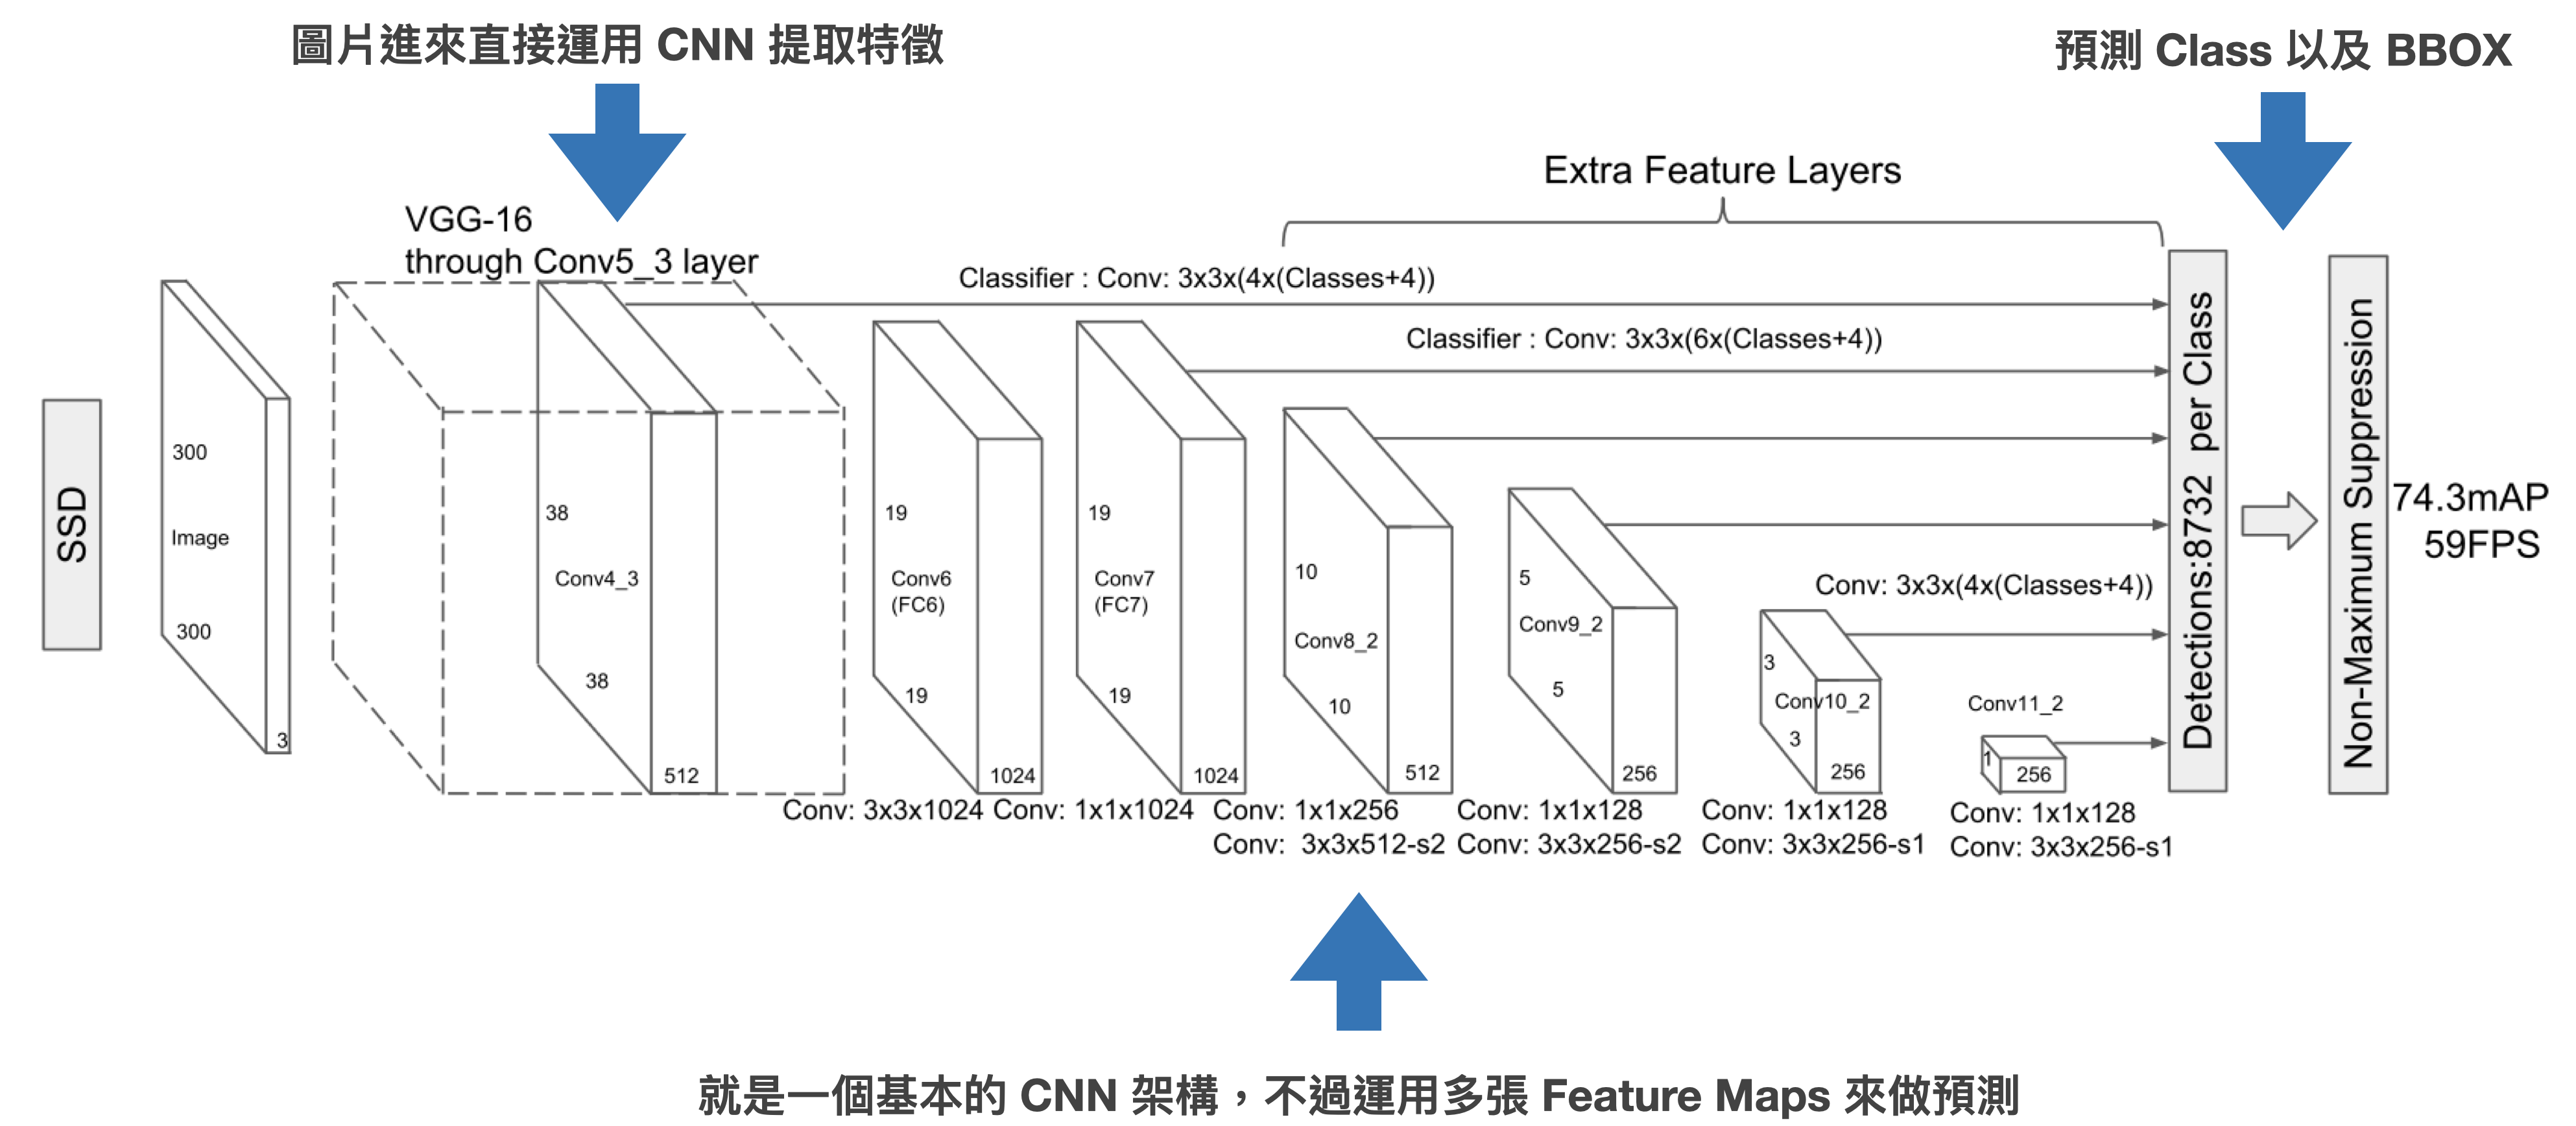 圖片進來直接運用 CNN 提取特徵
預測 Class 以及 BBOX
Extra Feature Layers
VGG-16
through Conv5_3 layer
Classifier : Conv: 3x3x(4x(Classes+4))
Classifier : Conv: 3x3x(6x(Classes+4))
SSD
300
Image
300
3
38
Conv4_3
38
512
19
Conv6
(FC6)
19
1024
19
Conv7
(FC7)
19
1024
10
Conv8_2
10
512
5
Conv9_2
5
256
Conv: 3x3x(4x(Classes+4))
3
Conv10_2
3
256
Conv11_2
1
256
Detections:8732 per Class
Non-Maximum Suppression
74.3mAP
59FPS
Conv: 3x3x1024
Conv: 1x1x1024
Conv: 1x1x256
Conv: 3x3x512-s2
Conv: 1x1x128
Conv: 3x3x256-s2
Conv: 1x1x128
Conv: 3x3x256-s1
Conv: 1x1x128
Conv: 3x3x256-s1
就是一個基本的 CNN 架構，不過運用多張 Feature Maps 來做預測